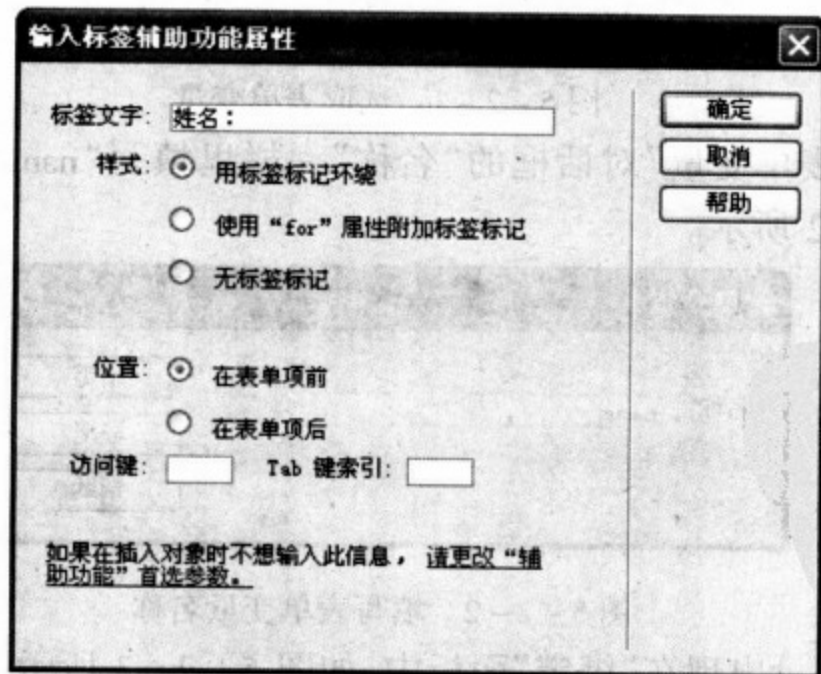 输入标签辅助功能属性
标签文字: 姓名：
确定
样式: 用标签标记环绕
取消
使用“for”属性附加标签标记
帮助
无标签标记
位置: 在表单项前
在表单项后
访问键: Tab 键索引:
如果在插入对象时不想输入此信息， 请更改“辅
助功能”首选参数。